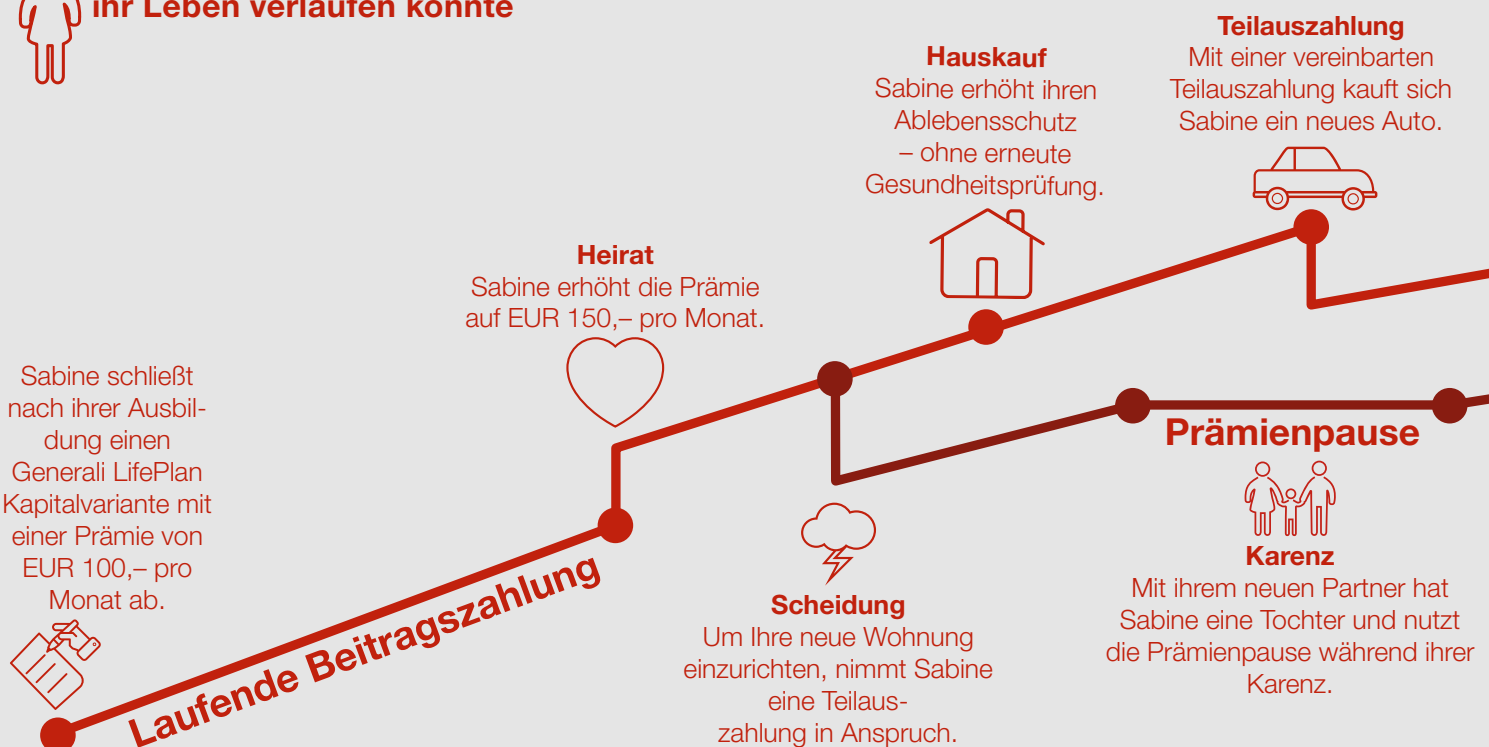 ihr Leben verlaufen könnte
Teilauszahlung
Mit einer vereinbarten
Teilauszahlung kauft sich
Sabine ein neues Auto.
Hauskauf
Sabine erhöht ihren
Ablebensschutz
– ohne erneute
Gesundheitsprüfung.
Heirat
Sabine erhöht die Prämie
auf EUR 150,– pro Monat.
Sabine schließt
nach ihrer Ausbil-
dung einen
Generali LifePlan
Kapitalvariante mit
einer Prämie von
EUR 100,– pro
Monat ab.
Laufende Beitragszahlung
Scheidung
Um Ihre neue Wohnung
einzurichten, nimmt Sabine
eine Teilaus-
zahlung in Anspruch.
Prämienpause
Karenz
Mit ihrem neuen Partner hat
Sabine eine Tochter und nutzt
die Prämienpause während ihrer
Karenz.